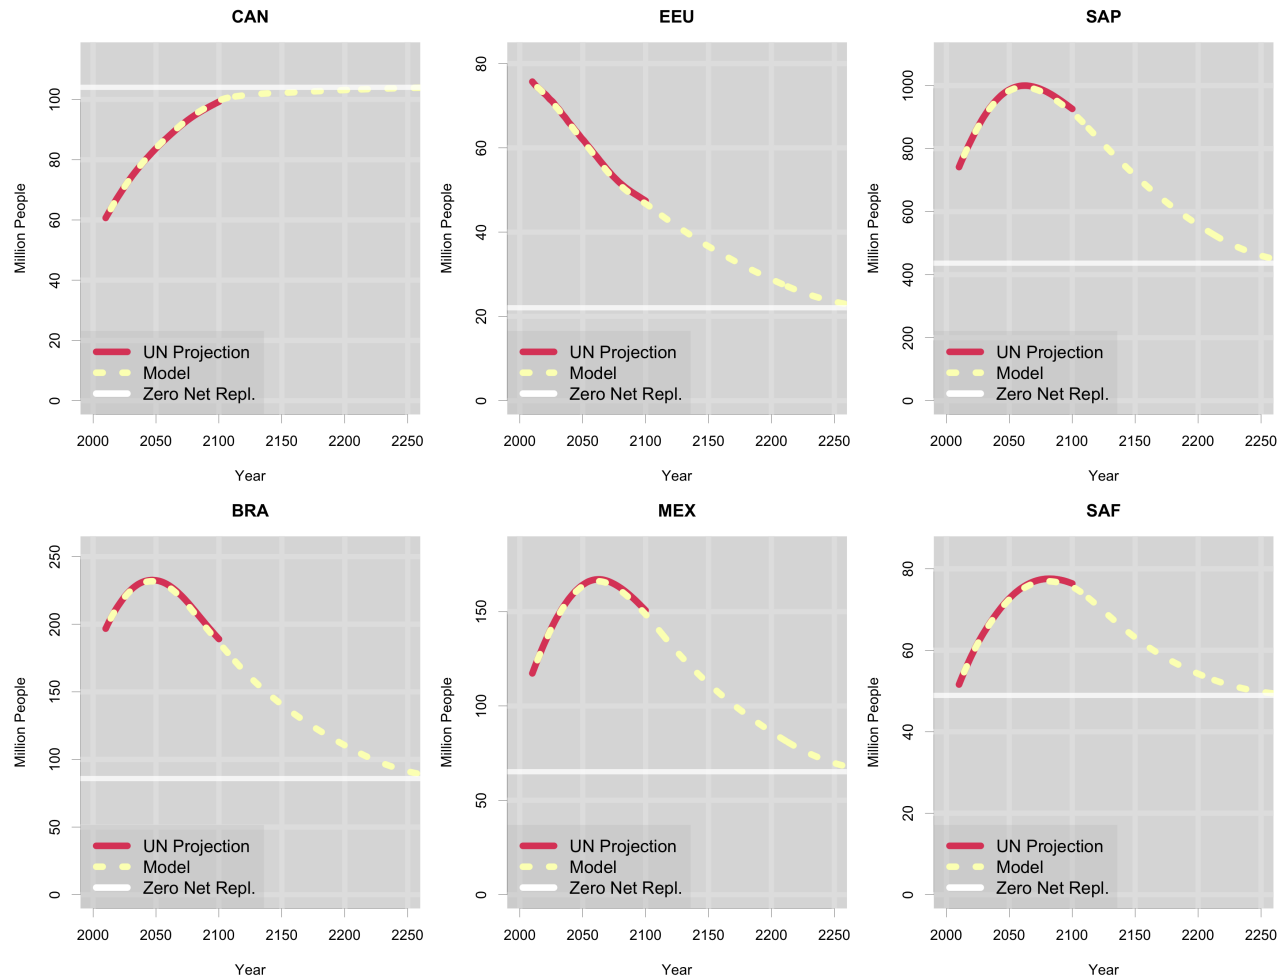 CAN
Million People
0
20
40
60
80
100
UN Projection
Model
Zero Net Repl.
2000 2050 2100 2150 2200 2250
Year
EEU
Million People
0
20
40
60
80
UN Projection
Model
Zero Net Repl.
2000 2050 2100 2150 2200 2250
Year
SAP
Million People
0
200
400
600
800
1000
UN Projection
Model
Zero Net Repl.
2000 2050 2100 2150 2200 2250
Year
BRA
Million People
0
50
100
150
200
250
UN Projection
Model
Zero Net Repl.
2000 2050 2100 2150 2200 2250
Year
MEX
Million People
0
50
100
150
UN Projection
Model
Zero Net Repl.
2000 2050 2100 2150 2200 2250
Year
SAF
Million People
0
20
40
60
80
UN Projection
Model
Zero Net Repl.
2000 2050 2100 2150 2200 2250
Year